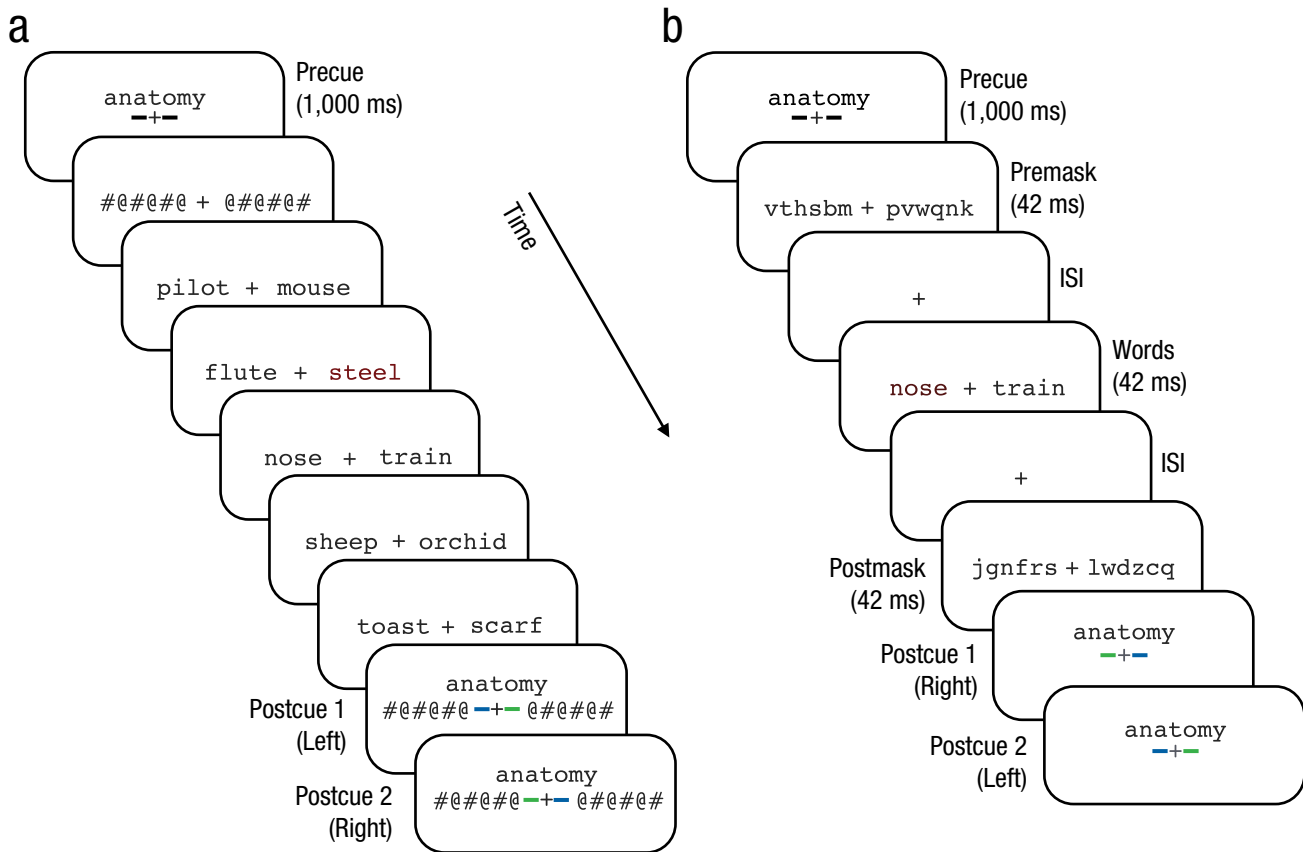 a
anatomy
-+-
Precue
(1,000 ms)
#@#@#@ + @#@#@#
pilot + mouse
flute + steel
nose + train
sheep + orchid
toast + scarf
anatomy
#@#@#@ -+- @#@#@#
Postcue 1
(Left)
anatomy
#@#@#@ -+- @#@#@#
Postcue 2
(Right)
Time
b
anatomy
-+-
Precue
(1,000 ms)
vthsbm + pvwqnk
Premask
(42 ms)
+
ISI
nose + train
Words
(42 ms)
+
ISI
jgnfrs + lwdzcq
Postmask
(42 ms)
anatomy
-+-
Postcue 1
(Right)
anatomy
-+-
Postcue 2
(Left)